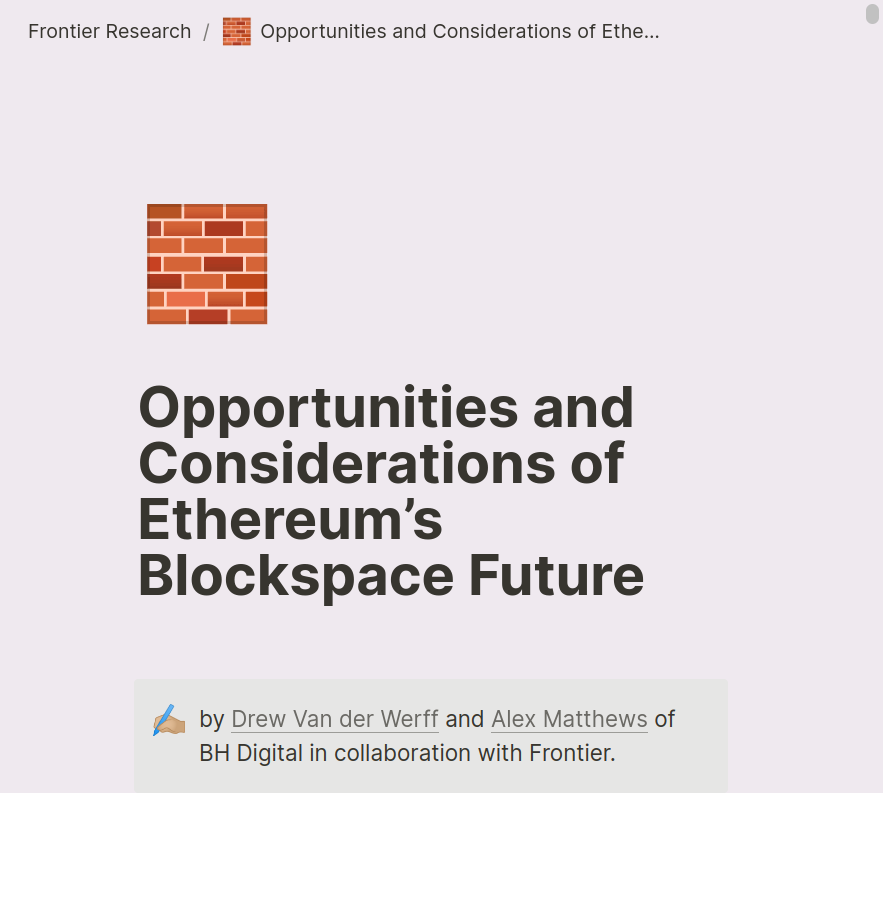 Frontier Research / Opportunities and Considerations of Ethe...
Opportunities and
Considerations of
Ethereum’s
Blockspace Future
by Drew Van der Werff and Alex Matthews of
BH Digital in collaboration with Frontier.